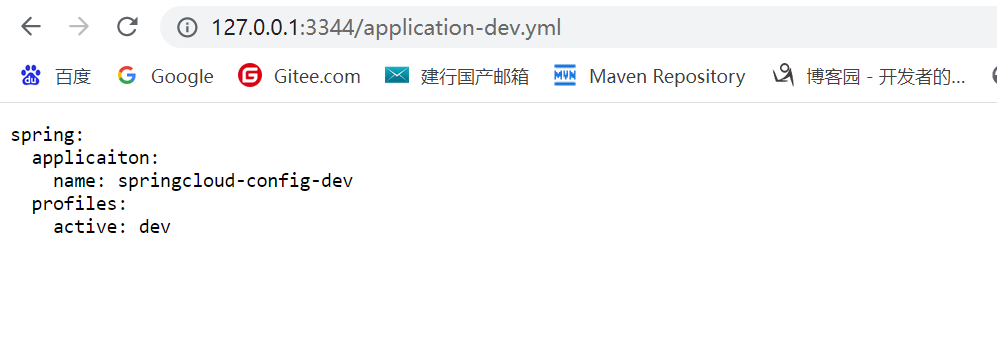 127.0.0.1:3344/application-dev.yml
百度 Google Gitee.com 建行国产邮箱 Maven Repository 博客园 - 开发者的...
spring:
  applicaiton:
    name: springcloud-config-dev
  profiles:
    active: dev